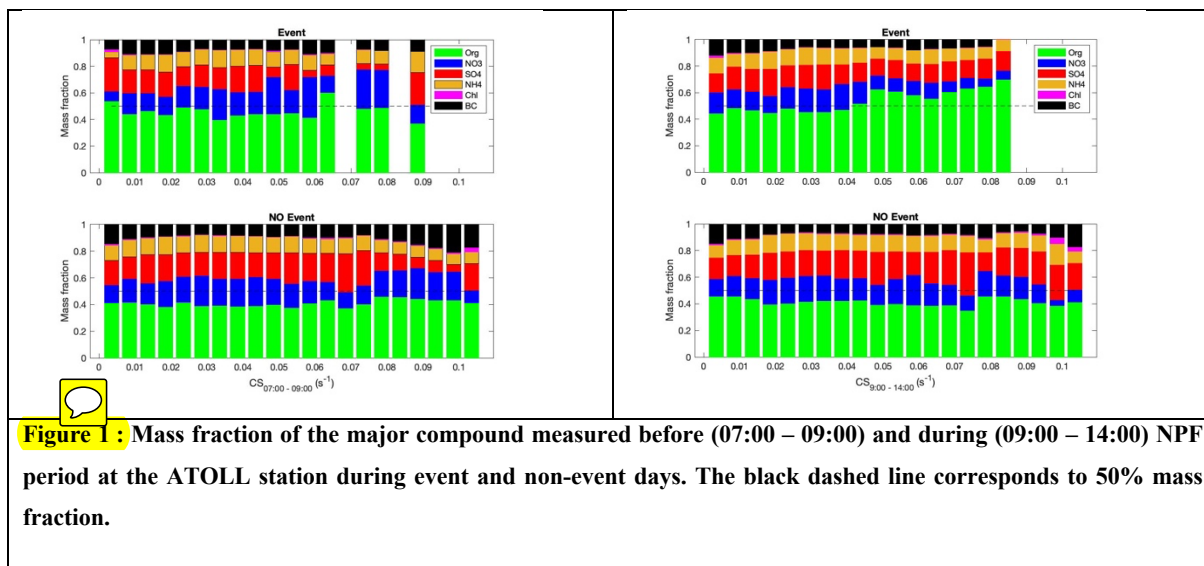 Event
Mass fraction
1
0.8
0.6
0.4
0.2
0
Org
NO3
SO4
NH4
Chl
BC
0 0.01 0.02 0.03 0.04 0.05 0.06 0.07 0.08 0.09 0.1
NO Event
Mass fraction
1
0.8
0.6
0.4
0.2
0
0 0.01 0.02 0.03 0.04 0.05 0.06 0.07 0.08 0.09 0.1
CS07:00 - 09:00 (s-1)
Event
Mass fraction
1
0.8
0.6
0.4
0.2
0
Org
NO3
SO4
NH4
Chl
BC
0 0.01 0.02 0.03 0.04 0.05 0.06 0.07 0.08 0.09 0.1
NO Event
Mass fraction
1
0.8
0.6
0.4
0.2
0
0 0.01 0.02 0.03 0.04 0.05 0.06 0.07 0.08 0.09 0.1
CS9:00 - 14:00 (s-1)
Figure 1 : Mass fraction of the major compound measured before (07:00 – 09:00) and during (09:00 – 14:00) NPF
period at the ATOLL station during event and non-event days. The black dashed line corresponds to 50% mass
fraction.